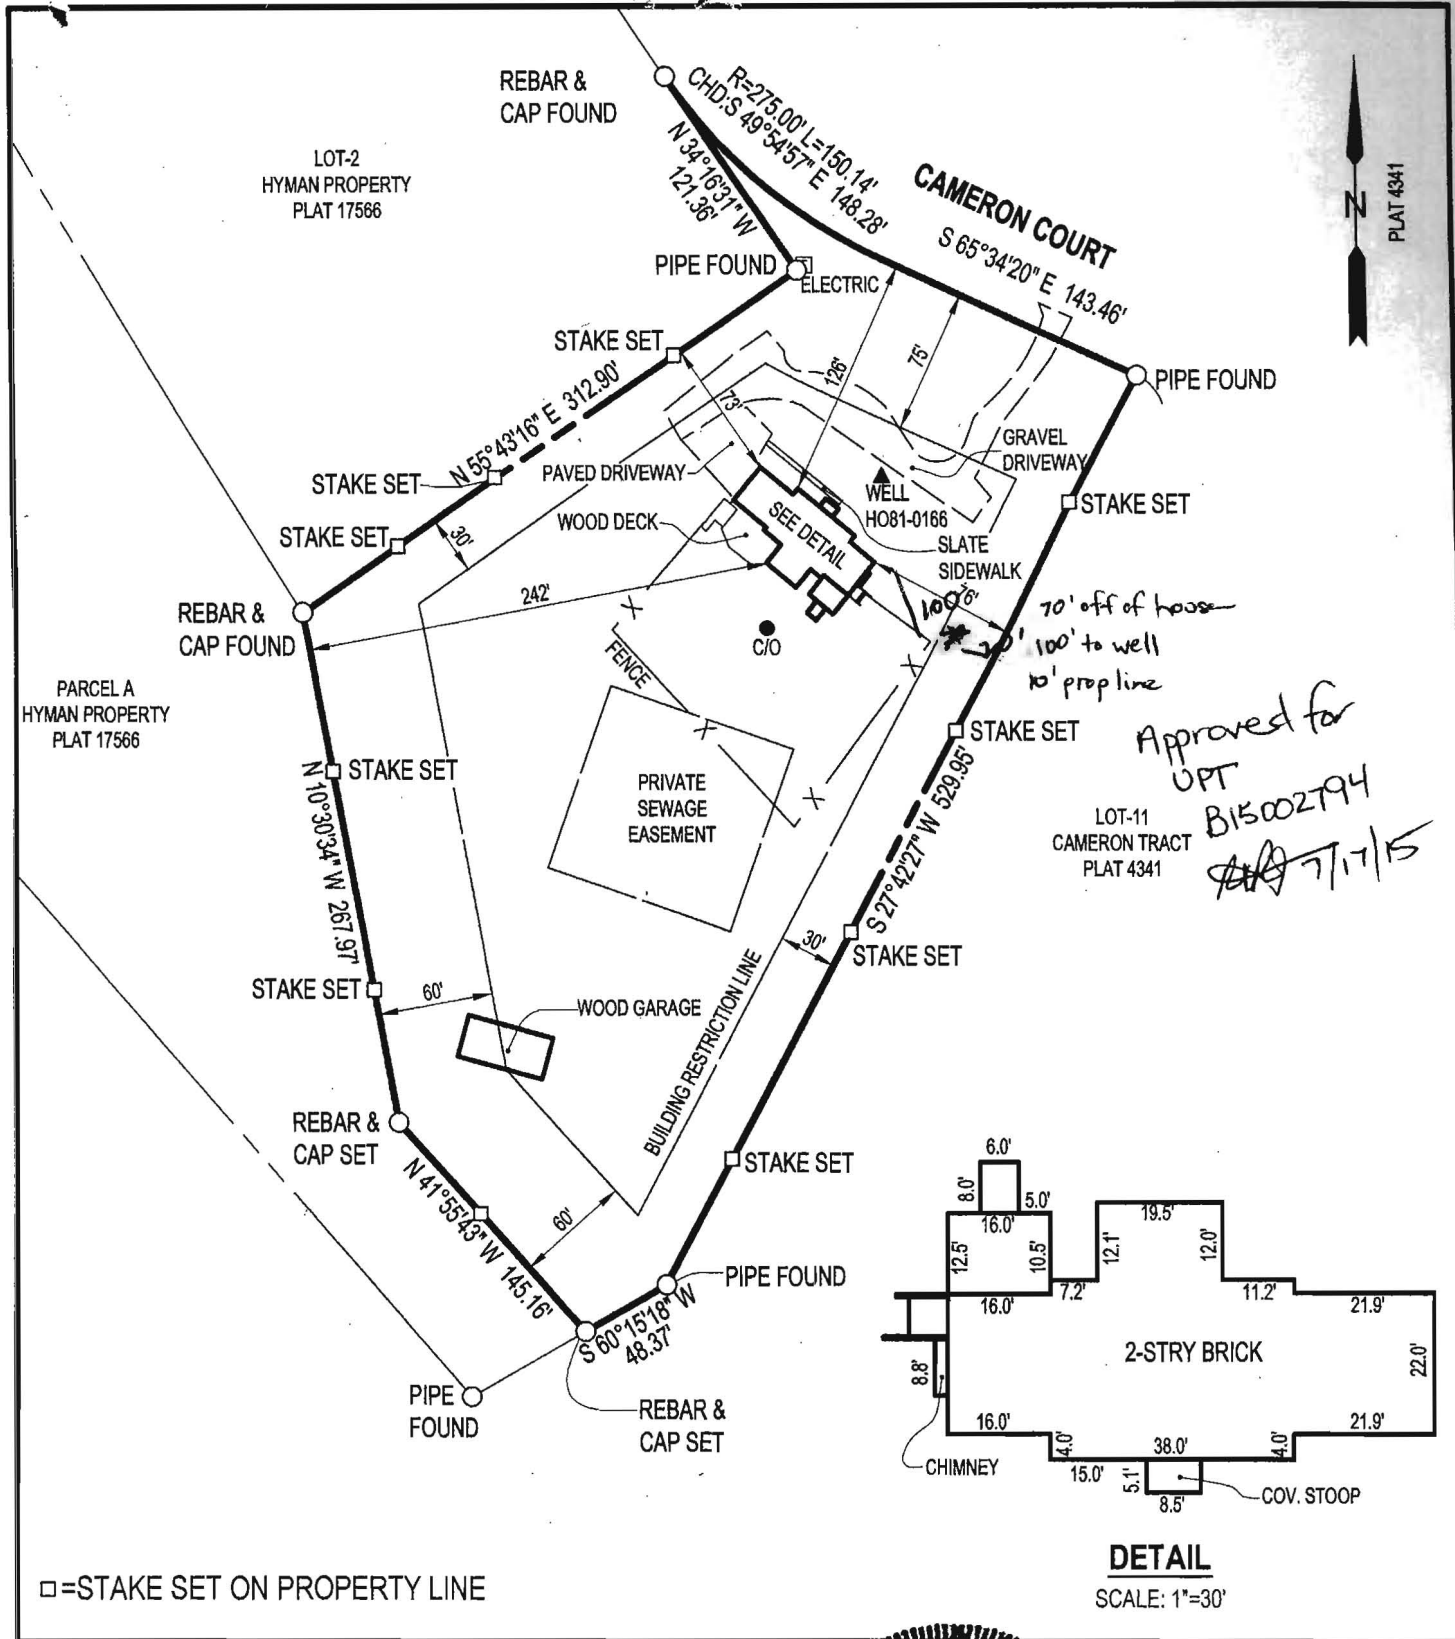 REBAR &
CAP FOUND
R=275.00' L=150.14'
CHD:S 49°54'57" E 148.28'
N 34°16'31" W
121.36'
CAMERON COURT
S 65°34'20" E 143.46'
N
PLAT 4341
LOT-2
HYMAN PROPERTY
PLAT 17566
PIPE FOUND
ELECTRIC
STAKE SET
N 55°43'16" E 312.90'
126'
75'
73'
PIPE FOUND
GRAVEL
DRIVEWAY
STAKE SET
PAVED DRIVEWAY
WELL
HO81-0166
STAKE SET
WOOD DECK
SEE DETAIL
SLATE
SIDEWALK
STAKE SET
30'
242'
76'
100
REBAR &
CAP FOUND
C/O
FENCE
X
X
X
X
70' off of house
100' to well
10' prop line
PARCEL A
HYMAN PROPERTY
PLAT 17566
STAKE SET
Approved for
UPT
B15002794
7/17/15
STAKE SET
N 10°30'34" W 267.97'
PRIVATE
SEWAGE
EASEMENT
LOT-11
CAMERON TRACT
PLAT 4341
S 27°42'27" W 529.95'
30'
STAKE SET
STAKE SET
60'
WOOD GARAGE
BUILDING RESTRICTION LINE
REBAR &
CAP SET
STAKE SET
N 41°55'43" W 145.16'
60'
PIPE FOUND
S 60°15'18" W
48.37'
PIPE
FOUND
REBAR &
CAP SET
6.0'
8.0'
5.0'
16.0'
12.5'
10.5'
19.5'
12.1'
12.0'
7.2'
11.2'
16.0'
21.9'
2-STRY BRICK
22.0'
8.8'
16.0'
4.0'
38.0'
4.0'
21.9'
15.0'
5.1'
8.5'
CHIMNEY
COV. STOOP
DETAIL
SCALE: 1"=30'
□=STAKE SET ON PROPERTY LINE